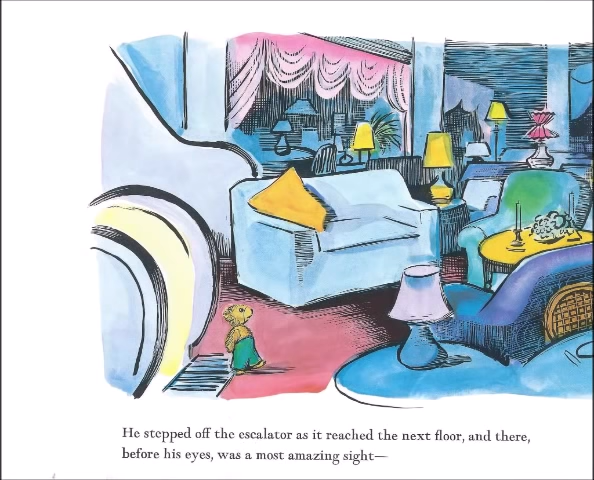 He stepped off the escalator as it reached the next floor, and there,
before his eyes, was a most amazing sight—